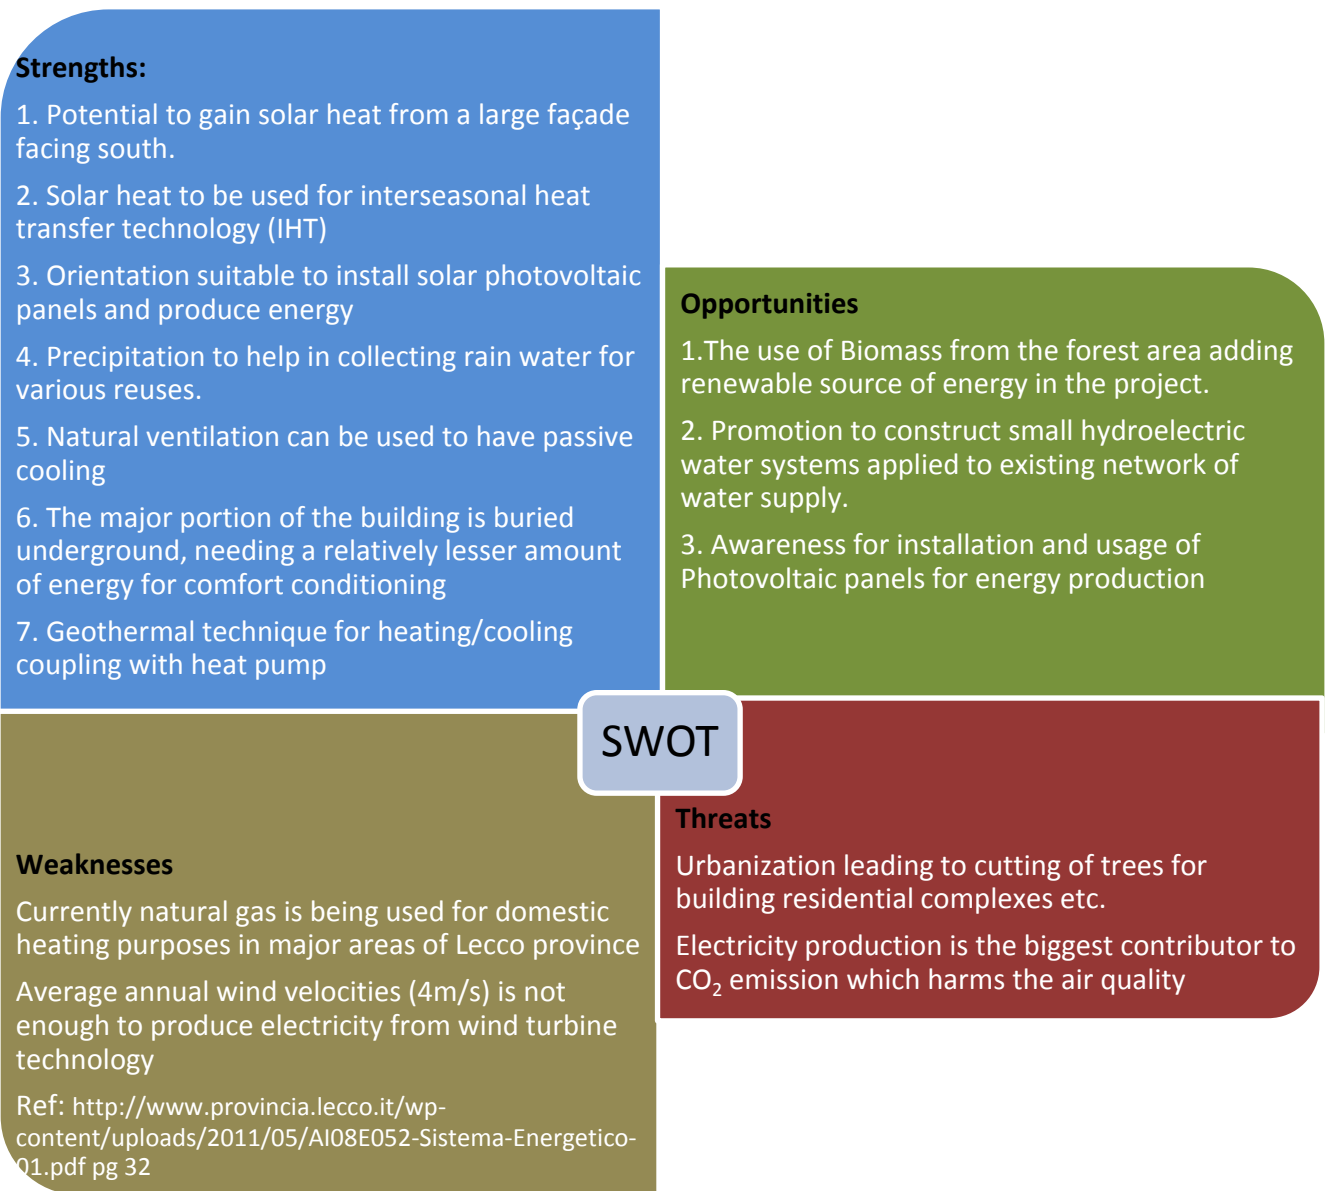 Strengths:
1. Potential to gain solar heat from a large façade
facing south.
2. Solar heat to be used for interseasonal heat
transfer technology (IHT)
3. Orientation suitable to install solar photovoltaic
panels and produce energy
4. Precipitation to help in collecting rain water for
various reuses.
5. Natural ventilation can be used to have passive
cooling
6. The major portion of the building is buried
underground, needing a relatively lesser amount
of energy for comfort conditioning
7. Geothermal technique for heating/cooling
coupling with heat pump
Opportunities
1.The use of Biomass from the forest area adding
renewable source of energy in the project.
2. Promotion to construct small hydroelectric
water systems applied to existing network of
water supply.
3. Awareness for installation and usage of
Photovoltaic panels for energy production
SWOT
Weaknesses
Currently natural gas is being used for domestic
heating purposes in major areas of Lecco province
Average annual wind velocities (4m/s) is not
enough to produce electricity from wind turbine
technology
Ref: http://www.provincia.lecco.it/wp-
content/uploads/2011/05/AI08E052-Sistema-Energetico-
01.pdf pg 32
Threats
Urbanization leading to cutting of trees for
building residential complexes etc.
Electricity production is the biggest contributor to
CO₂ emission which harms the air quality